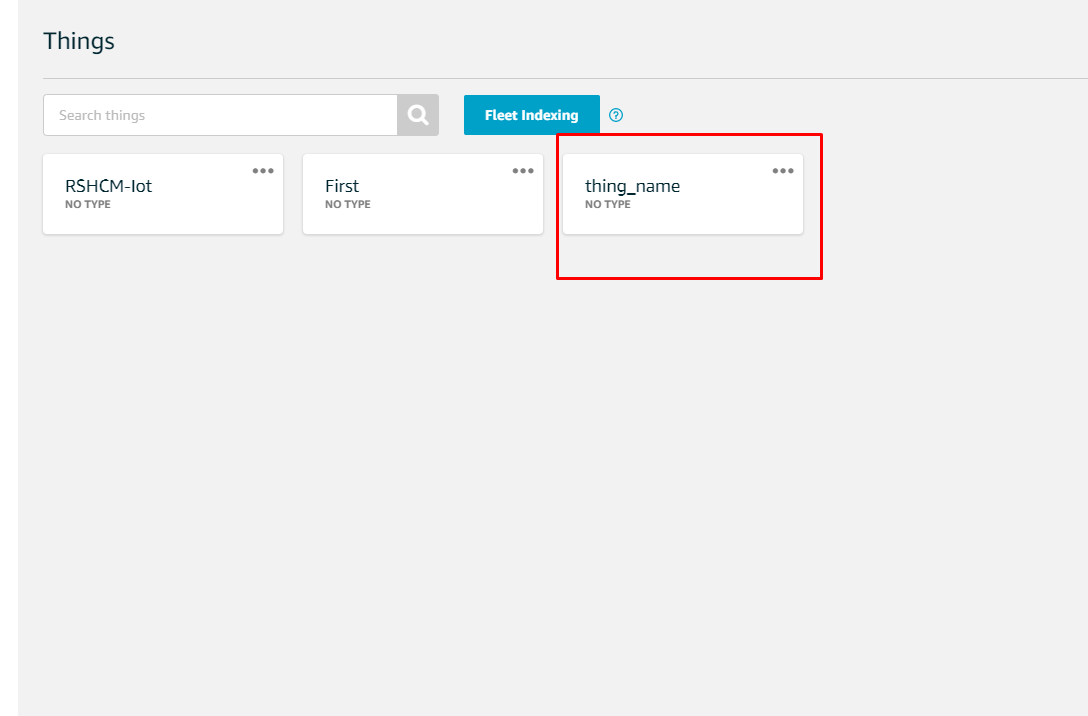 Things
Search things
Fleet Indexing
RSHCM-Iot
NO TYPE
First
NO TYPE
thing_name
NO TYPE